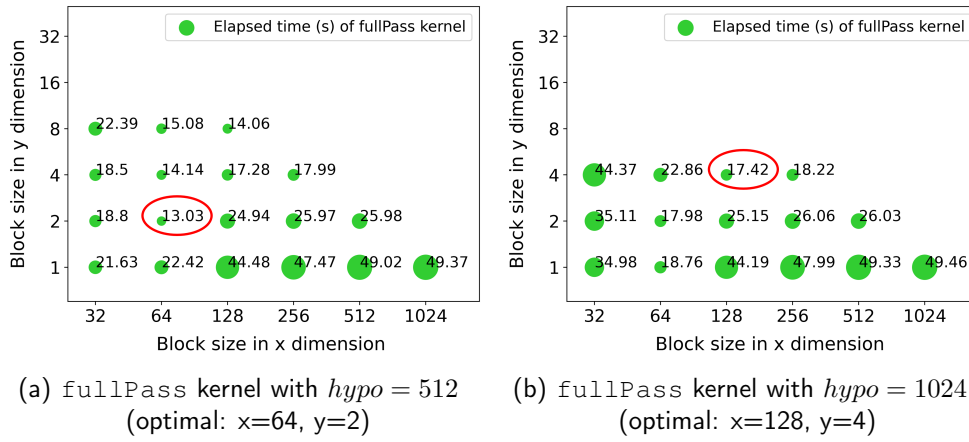 Elapsed time (s) of fullPass kernel
Block size in y dimension
32
16
8
4
2
1
22.39 15.08 14.06
18.5 14.14 17.28 17.99
18.8 13.03 24.94 25.97 25.98
21.63 22.42 44.48 47.47 49.02 49.37
32 64 128 256 512 1024
Block size in x dimension
(a) fullPass kernel with hypo = 512
(optimal: x=64, y=2)
Elapsed time (s) of fullPass kernel
Block size in y dimension
32
16
8
4
2
1
44.37 22.86 17.42 18.22
35.11 17.98 25.15 26.06 26.03
34.98 18.76 44.19 47.99 49.33 49.46
32 64 128 256 512 1024
Block size in x dimension
(b) fullPass kernel with hypo = 1024
(optimal: x=128, y=4)